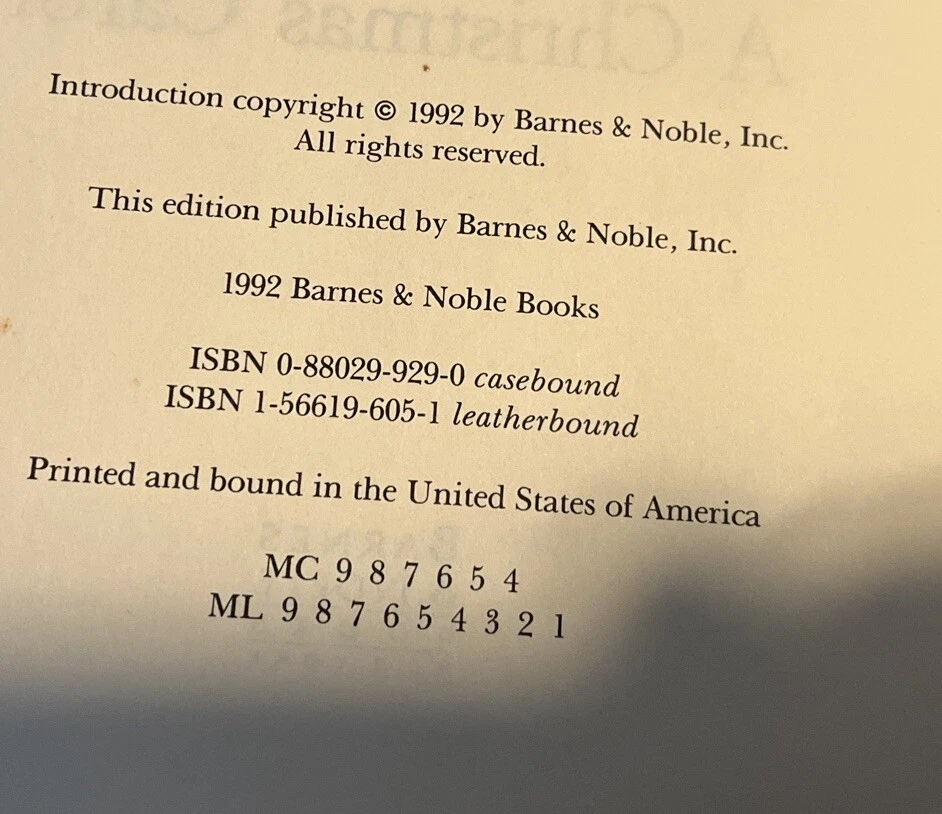 A Christmas Carol
Introduction copyright © 1992 by Barnes & Noble, Inc.
All rights reserved.
This edition published by Barnes & Noble, Inc.
1992 Barnes & Noble Books
ISBN 0-88029-929-0 casebound
ISBN 1-56619-605-1 leatherbound
Printed and bound in the United States of America
BARNES
MC 9 8 7 6 5 4
ML 9 8 7 6 5 4 3 2 1